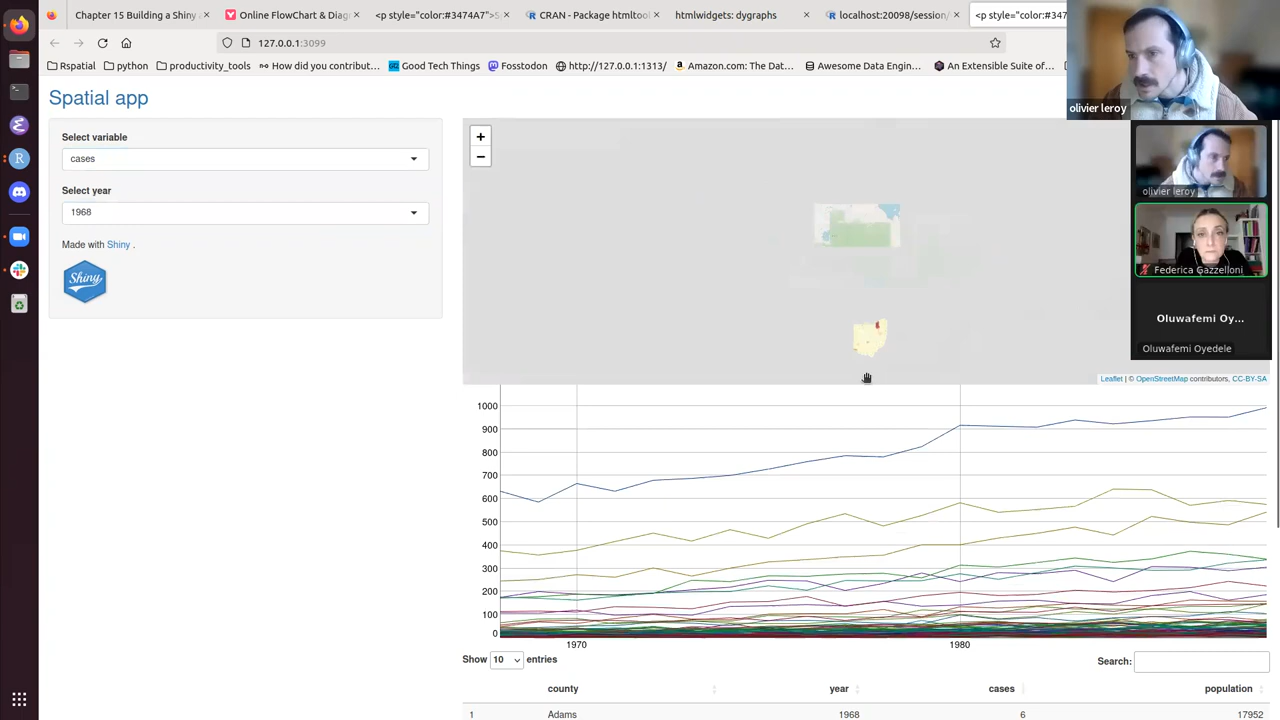 Chapter 15 Building a Shiny
Online FlowChart & Diag
<p style="color:#3474A7">S
CRAN - Package htmltoo
htmlwidgets: dygraphs
localhost:20098/session/
<p style="color:#347
127.0.0.1:3099
Rspatial
python
productivity_tools
How did you contribut...
Good Tech Things
Fosstodon
http://127.0.0.1:1313/
Amazon.com: The Dat...
Awesome Data Engin...
An Extensible Suite of...
olivier leroy
Spatial app
Select variable
cases
Select year
1968
Made with Shiny .
Shiny
+
−
Leaflet | © OpenStreetMap contributors, CC-BY-SA
olivier leroy
Federica Gazzelloni
Oluwafemi Oy...
Oluwafemi Oyedele
1000
900
800
700
600
500
400
300
200
100
0
1970 1980
Show 10 entries
Search:
county year cases population
1 Adams 1968 6 17952